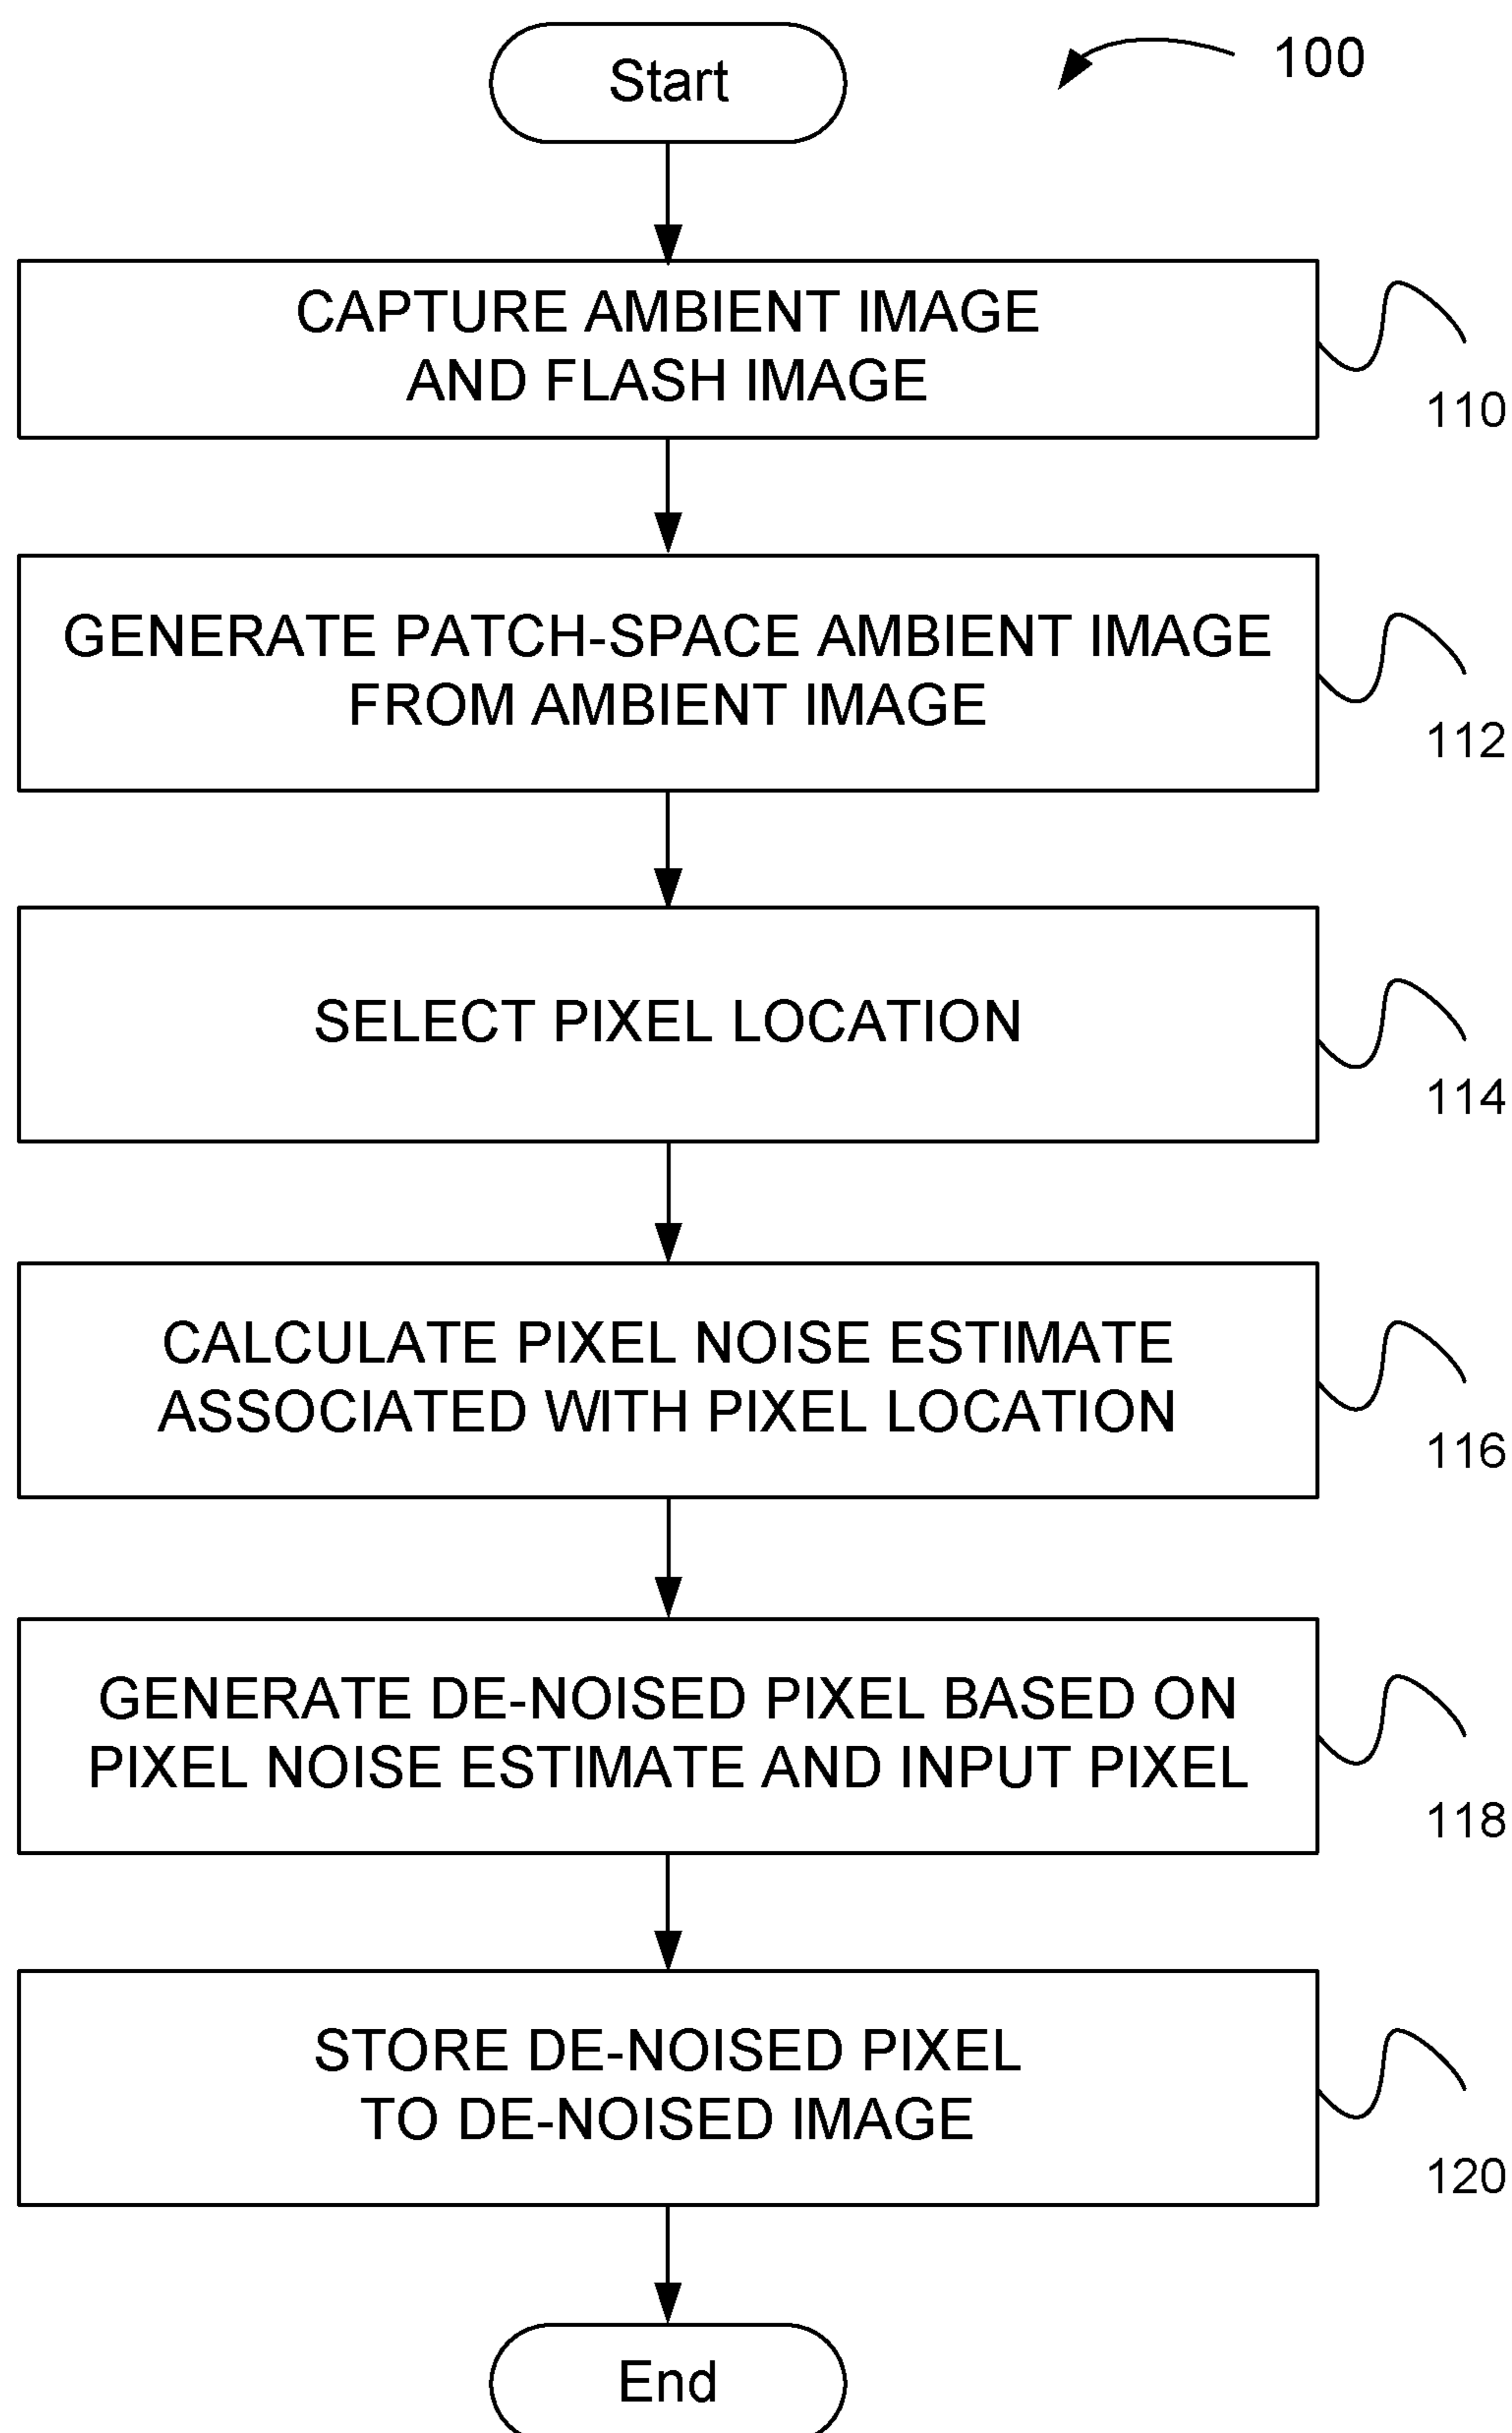 Start
100
CAPTURE AMBIENT IMAGE
AND FLASH IMAGE
110
GENERATE PATCH-SPACE AMBIENT IMAGE
FROM AMBIENT IMAGE
112
SELECT PIXEL LOCATION
114
CALCULATE PIXEL NOISE ESTIMATE
ASSOCIATED WITH PIXEL LOCATION
116
GENERATE DE-NOISED PIXEL BASED ON
PIXEL NOISE ESTIMATE AND INPUT PIXEL
118
STORE DE-NOISED PIXEL
TO DE-NOISED IMAGE
120
End